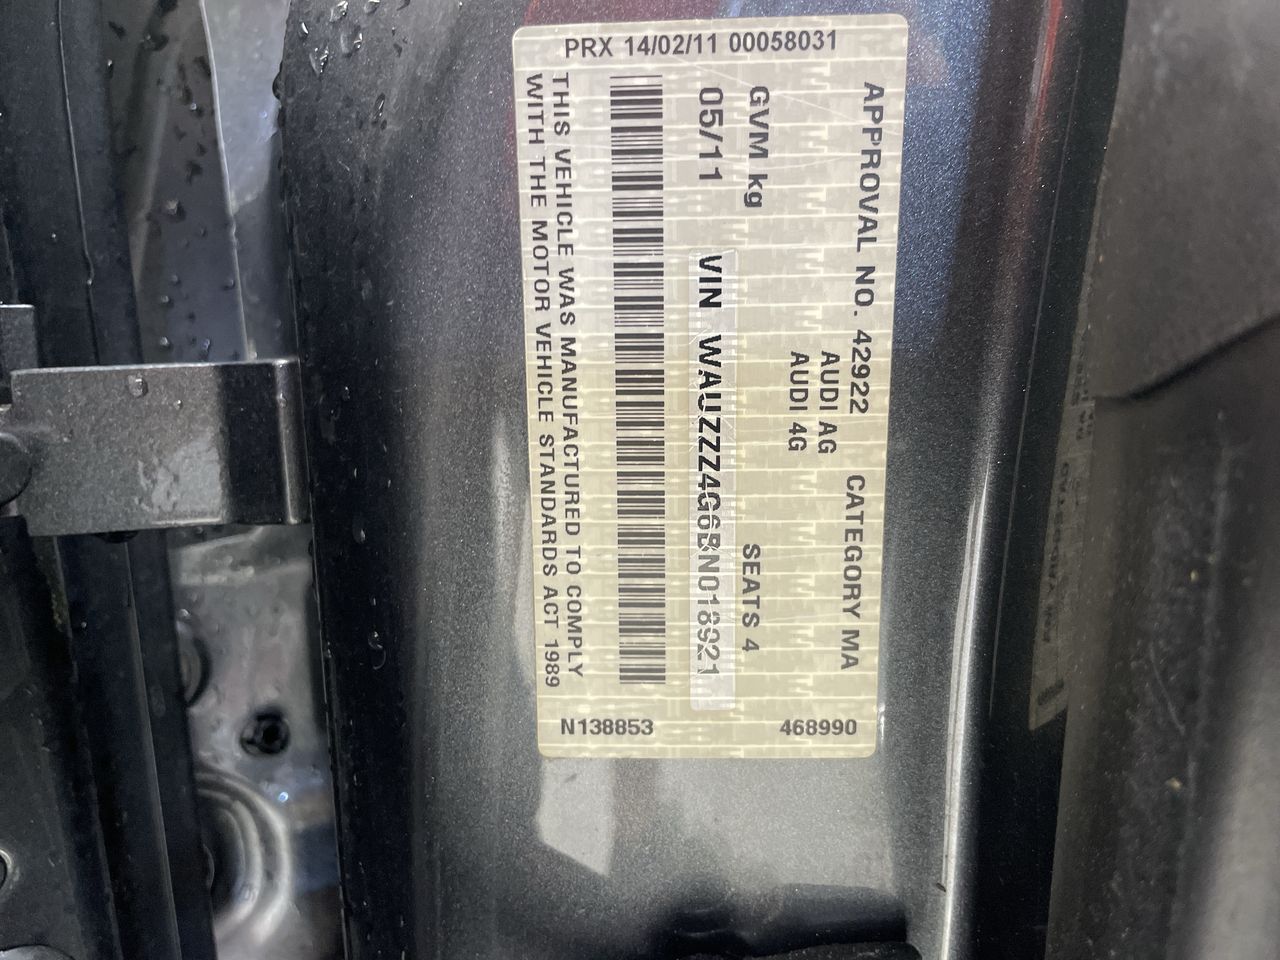 PRX 14/02/11 00058031
APPROVAL NO. 42922 CATEGORY MA
AUDI AG
AUDI 4G
GVM kg SEATS 4
05/11 VIN WAUZZZ4G6BN018921
THIS VEHICLE WAS MANUFACTURED TO COMPLY
WITH THE MOTOR VEHICLE STANDARDS ACT 1989
N138853 468990